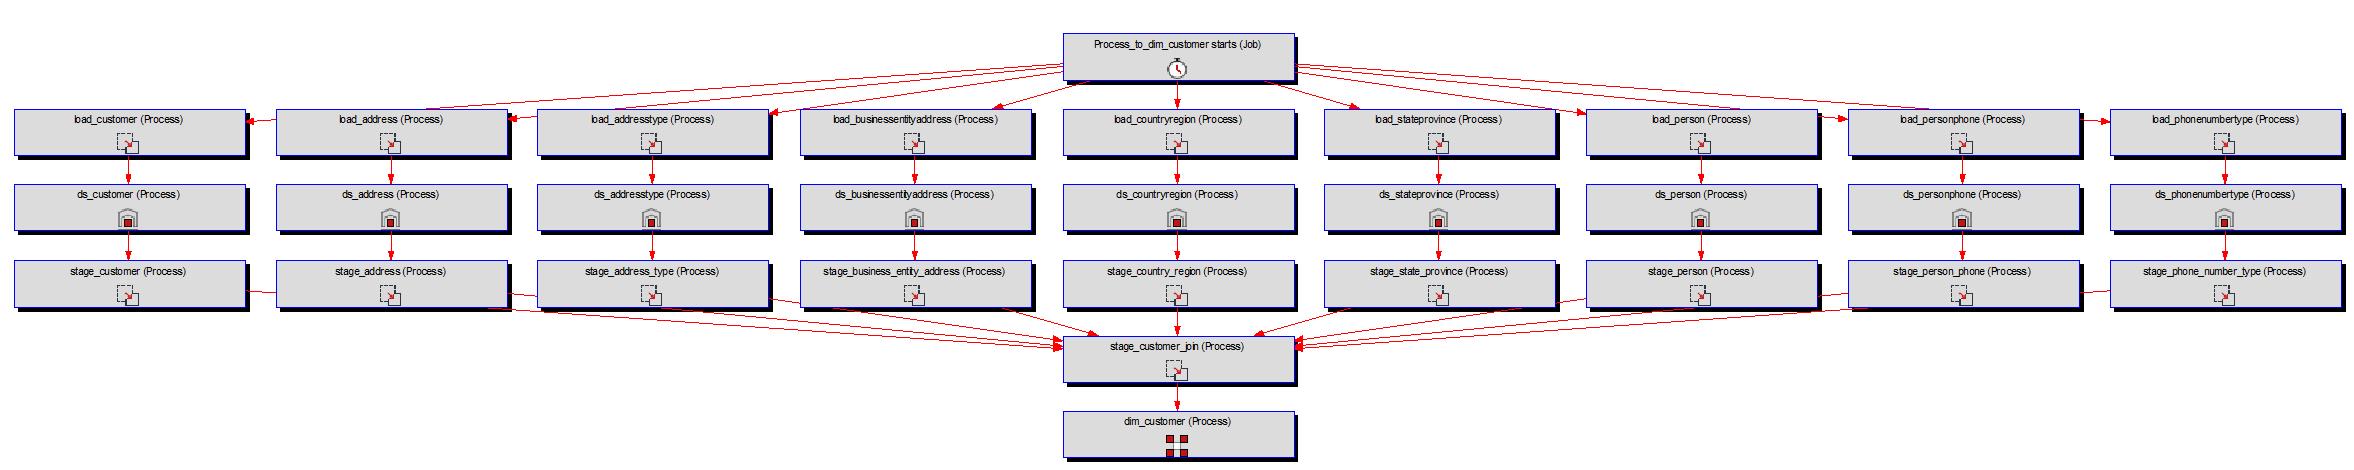 Process_to_dim_customer starts (Job)
load_customer (Process)
load_address (Process)
load_addresstype (Process)
load_businessentityaddress (Process)
load_countryregion (Process)
load_stateprovince (Process)
load_person (Process)
load_personphone (Process)
load_phonenumbertype (Process)
ds_customer (Process)
ds_address (Process)
ds_addresstype (Process)
ds_businessentityaddress (Process)
ds_countryregion (Process)
ds_stateprovince (Process)
ds_person (Process)
ds_personphone (Process)
ds_phonenumbertype (Process)
stage_customer (Process)
stage_address (Process)
stage_address_type (Process)
stage_business_entity_address (Process)
stage_country_region (Process)
stage_state_province (Process)
stage_person (Process)
stage_person_phone (Process)
stage_phone_number_type (Process)
stage_customer_join (Process)
dim_customer (Process)